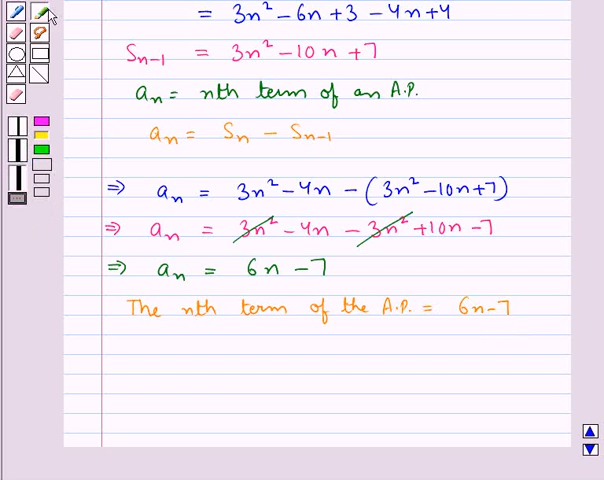 = 3n² - 6n + 3 - 4n + 4
Sn-1 = 3n² - 10n + 7
an = nth term of an A.P.
an = Sn - Sn-1
⇒ an = 3n² - 4n - (3n² - 10n + 7)
⇒ an = 3n² - 4n - 3n² + 10n - 7
⇒ an = 6n - 7
The nth term of the A.P. = 6n - 7